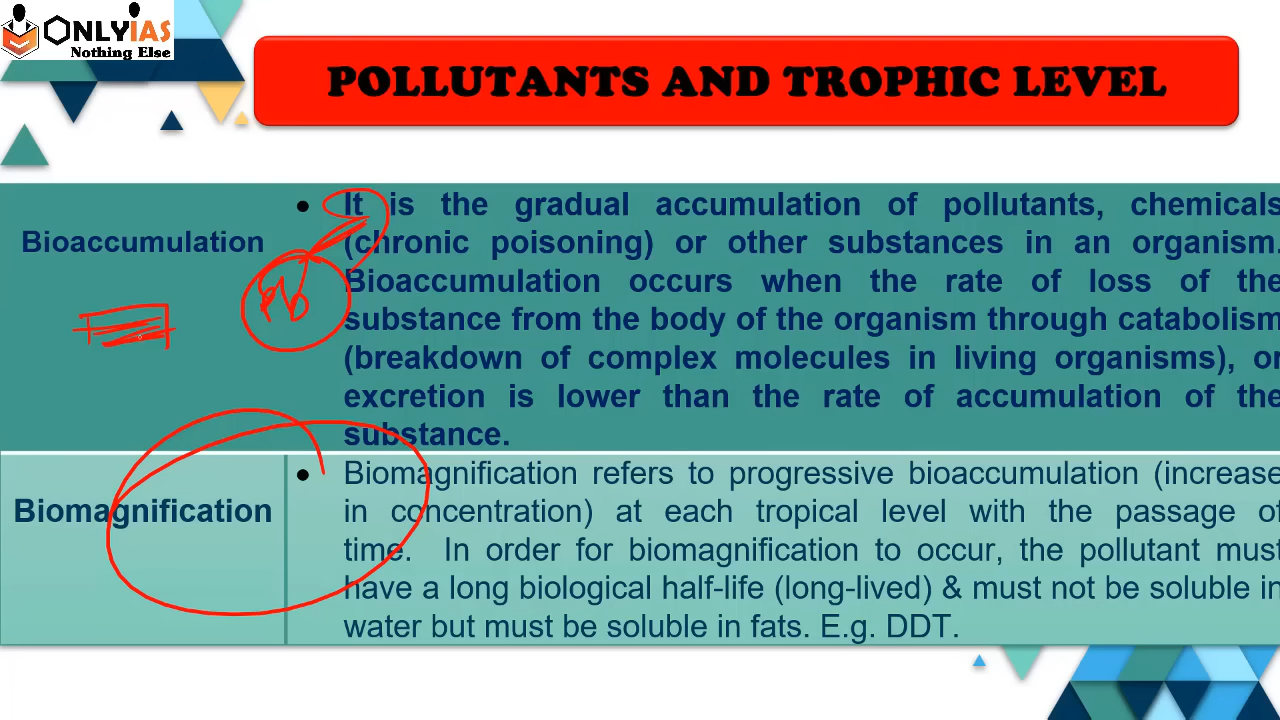 ONLYIAS
Nothing Else
POLLUTANTS AND TROPHIC LEVEL
Bioaccumulation
• It is the gradual accumulation of pollutants, chemicals
(chronic poisoning) or other substances in an organism.
Bioaccumulation occurs when the rate of loss of the
substance from the body of the organism through catabolism
(breakdown of complex molecules in living organisms), or
excretion is lower than the rate of accumulation of the
substance.
Pb
Biomagnification
• Biomagnification refers to progressive bioaccumulation (increase
in concentration) at each tropical level with the passage of
time. In order for biomagnification to occur, the pollutant must
have a long biological half-life (long-lived) & must not be soluble in
water but must be soluble in fats. E.g. DDT.